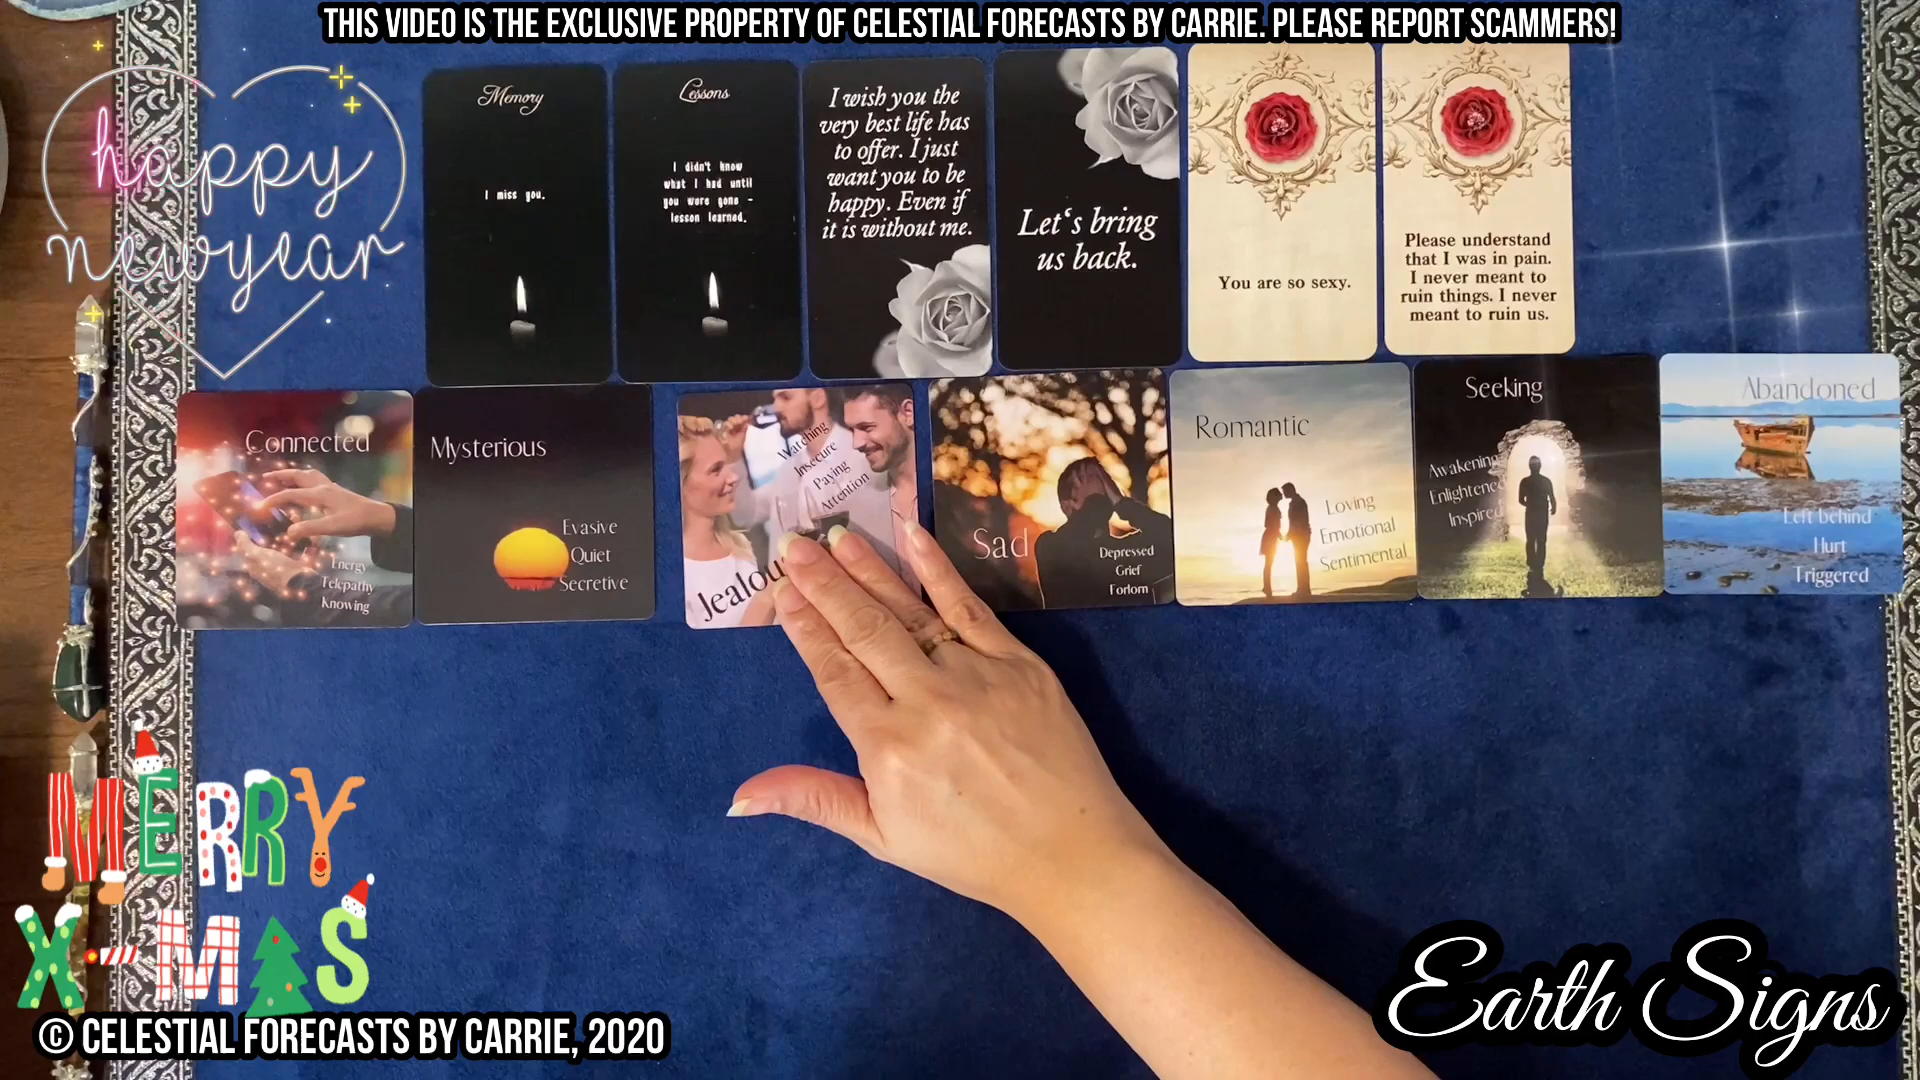 THIS VIDEO IS THE EXCLUSIVE PROPERTY OF CELESTIAL FORECASTS BY CARRIE. PLEASE REPORT SCAMMERS!
happy
newyear
Memory
I miss you.
Lessons
I didn't know
what I had until
you were gone -
lesson learned.
I wish you the
very best life has
to offer. I just
want you to be
happy. Even if
it is without me.
Let's bring
us back.
You are so sexy.
Please understand
that I was in pain.
I never meant to
ruin things. I never
meant to ruin us.
Connected
Energy
Telepathy
Knowing
Mysterious
Evasive
Quiet
Secretive
Watching
Insecure
Paying
Attention
Jealou
Sad
Depressed
Grief
Forlorn
Romantic
Loving
Emotional
Sentimental
Seeking
Awakening
Enlightened
Inspired
Abandoned
Left behind
Hurt
Triggered
MERRY
X-MAS
© CELESTIAL FORECASTS BY CARRIE, 2020
Earth Signs